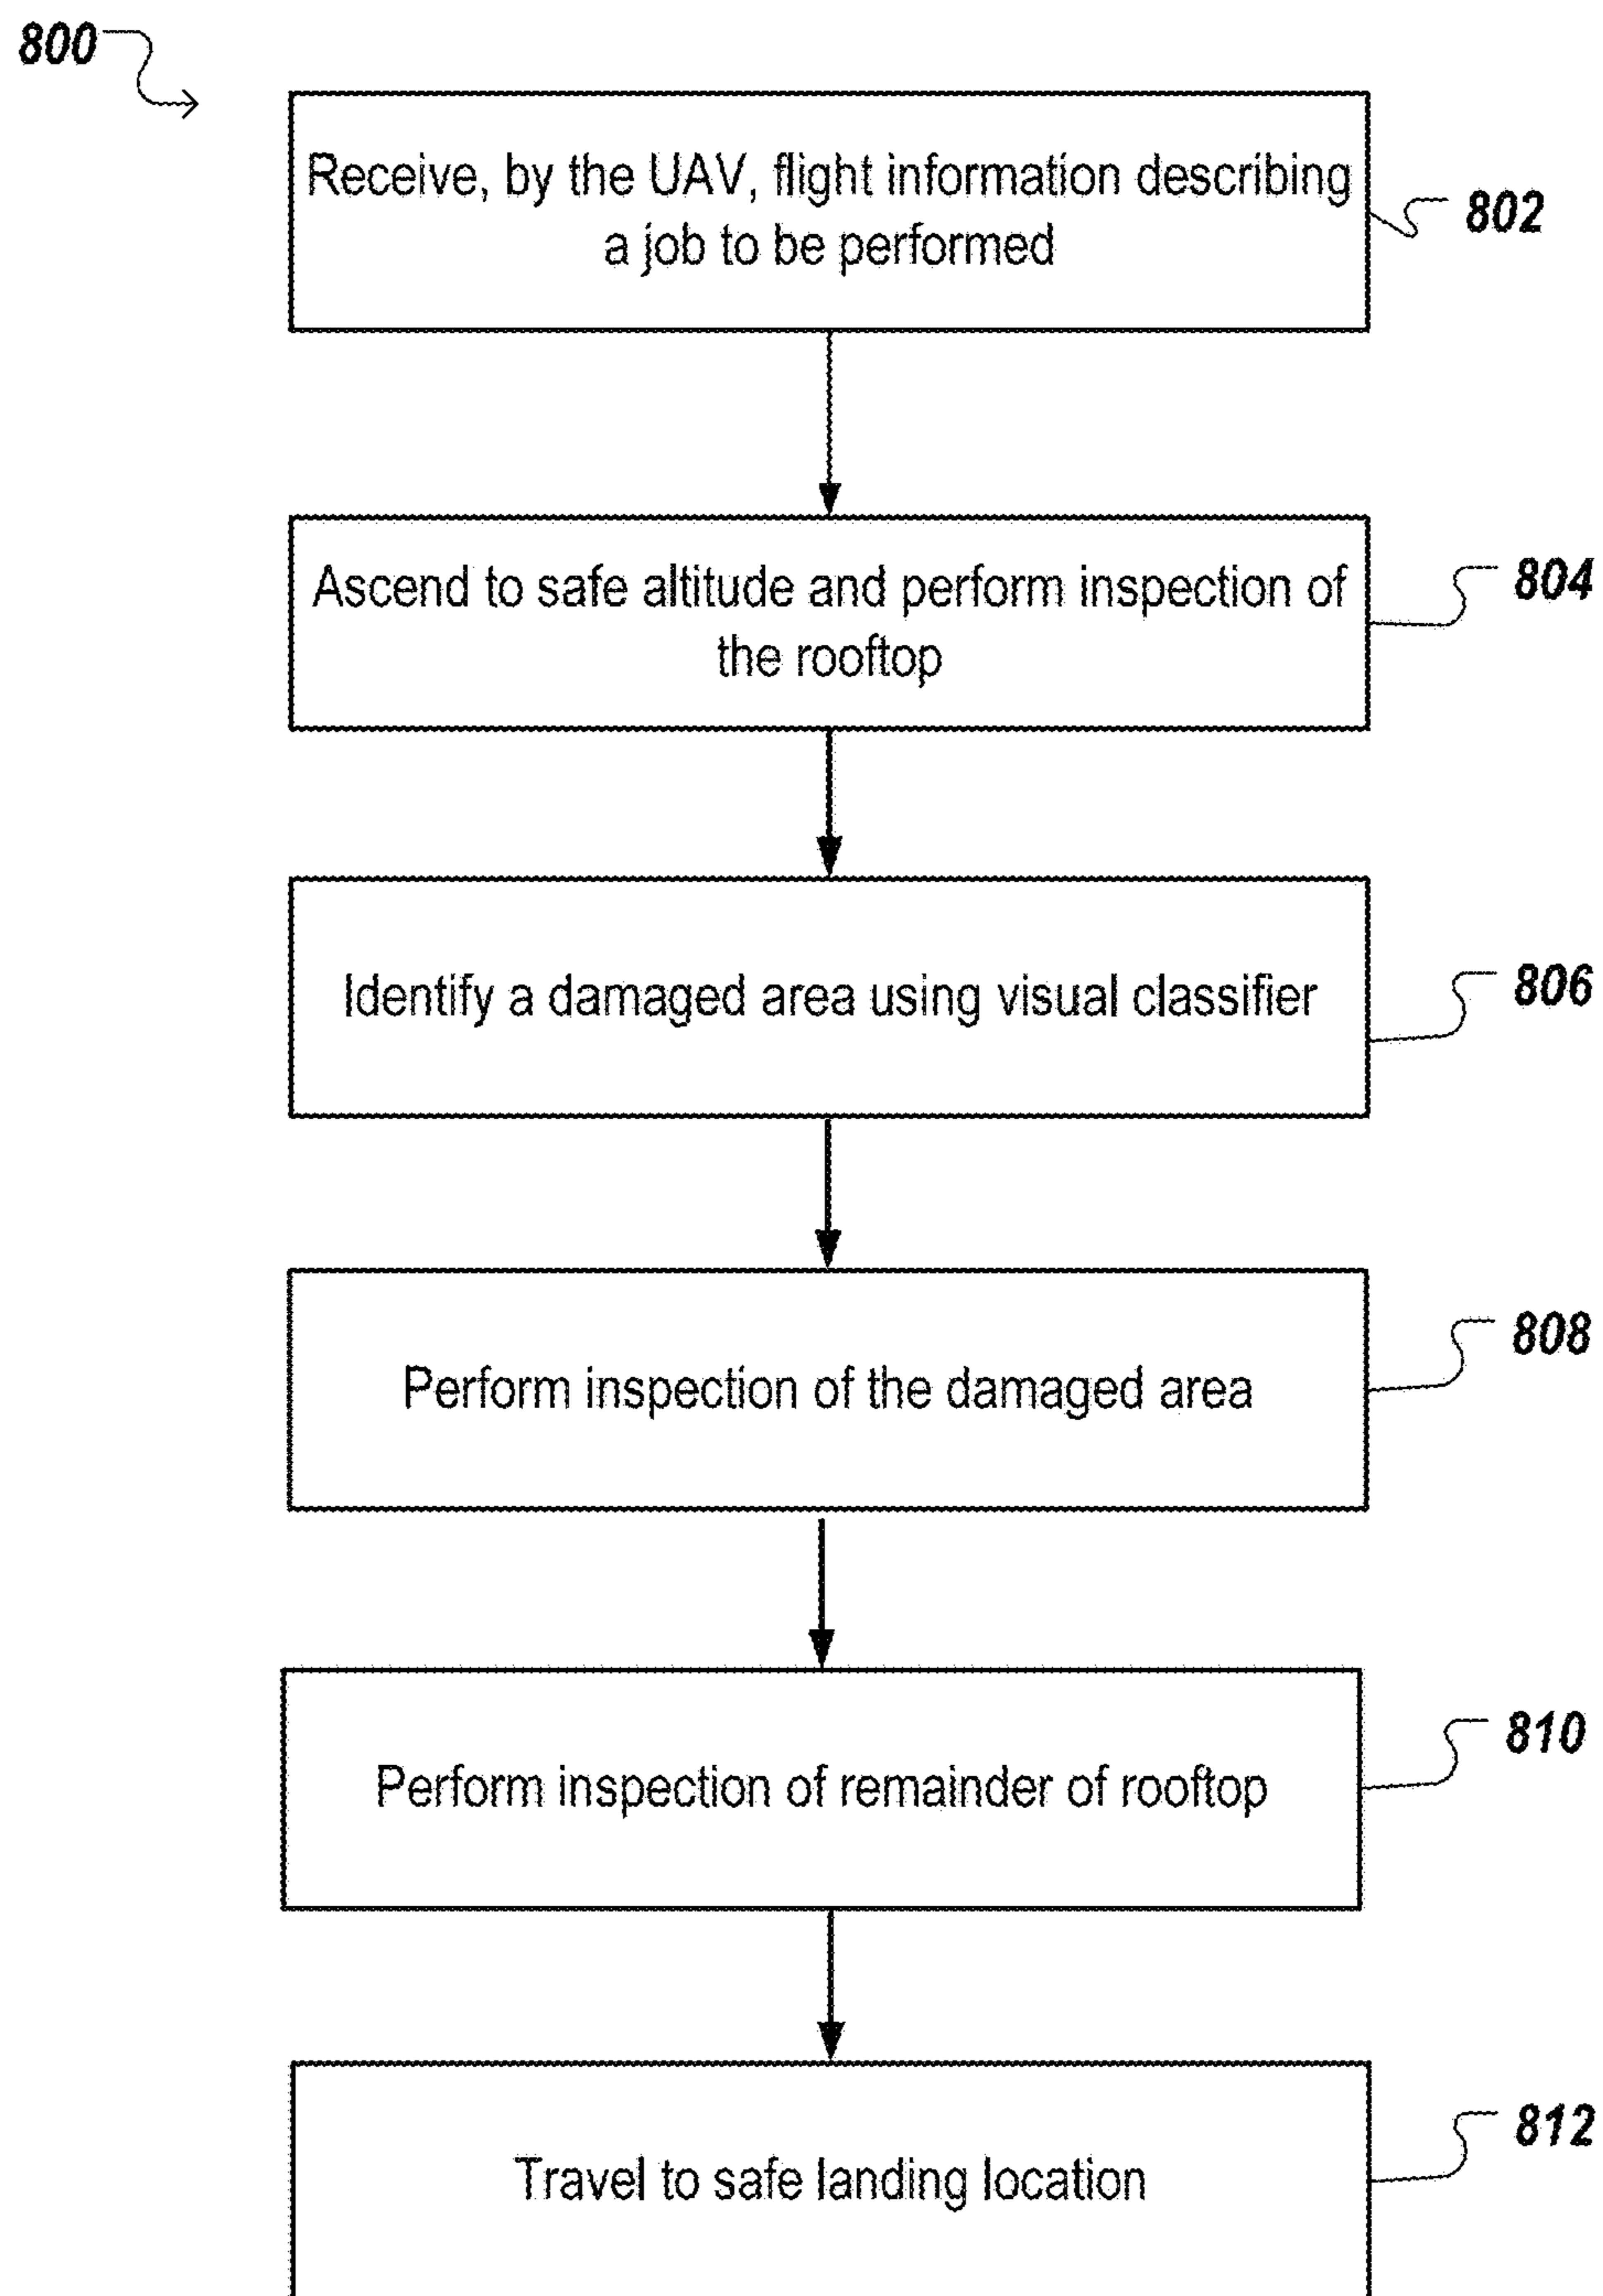 800
Receive, by the UAV, flight information describing
a job to be performed
802
Ascend to safe altitude and perform inspection of
the rooftop
804
Identify a damaged area using visual classifier
806
Perform inspection of the damaged area
808
Perform inspection of remainder of rooftop
810
Travel to safe landing location
812